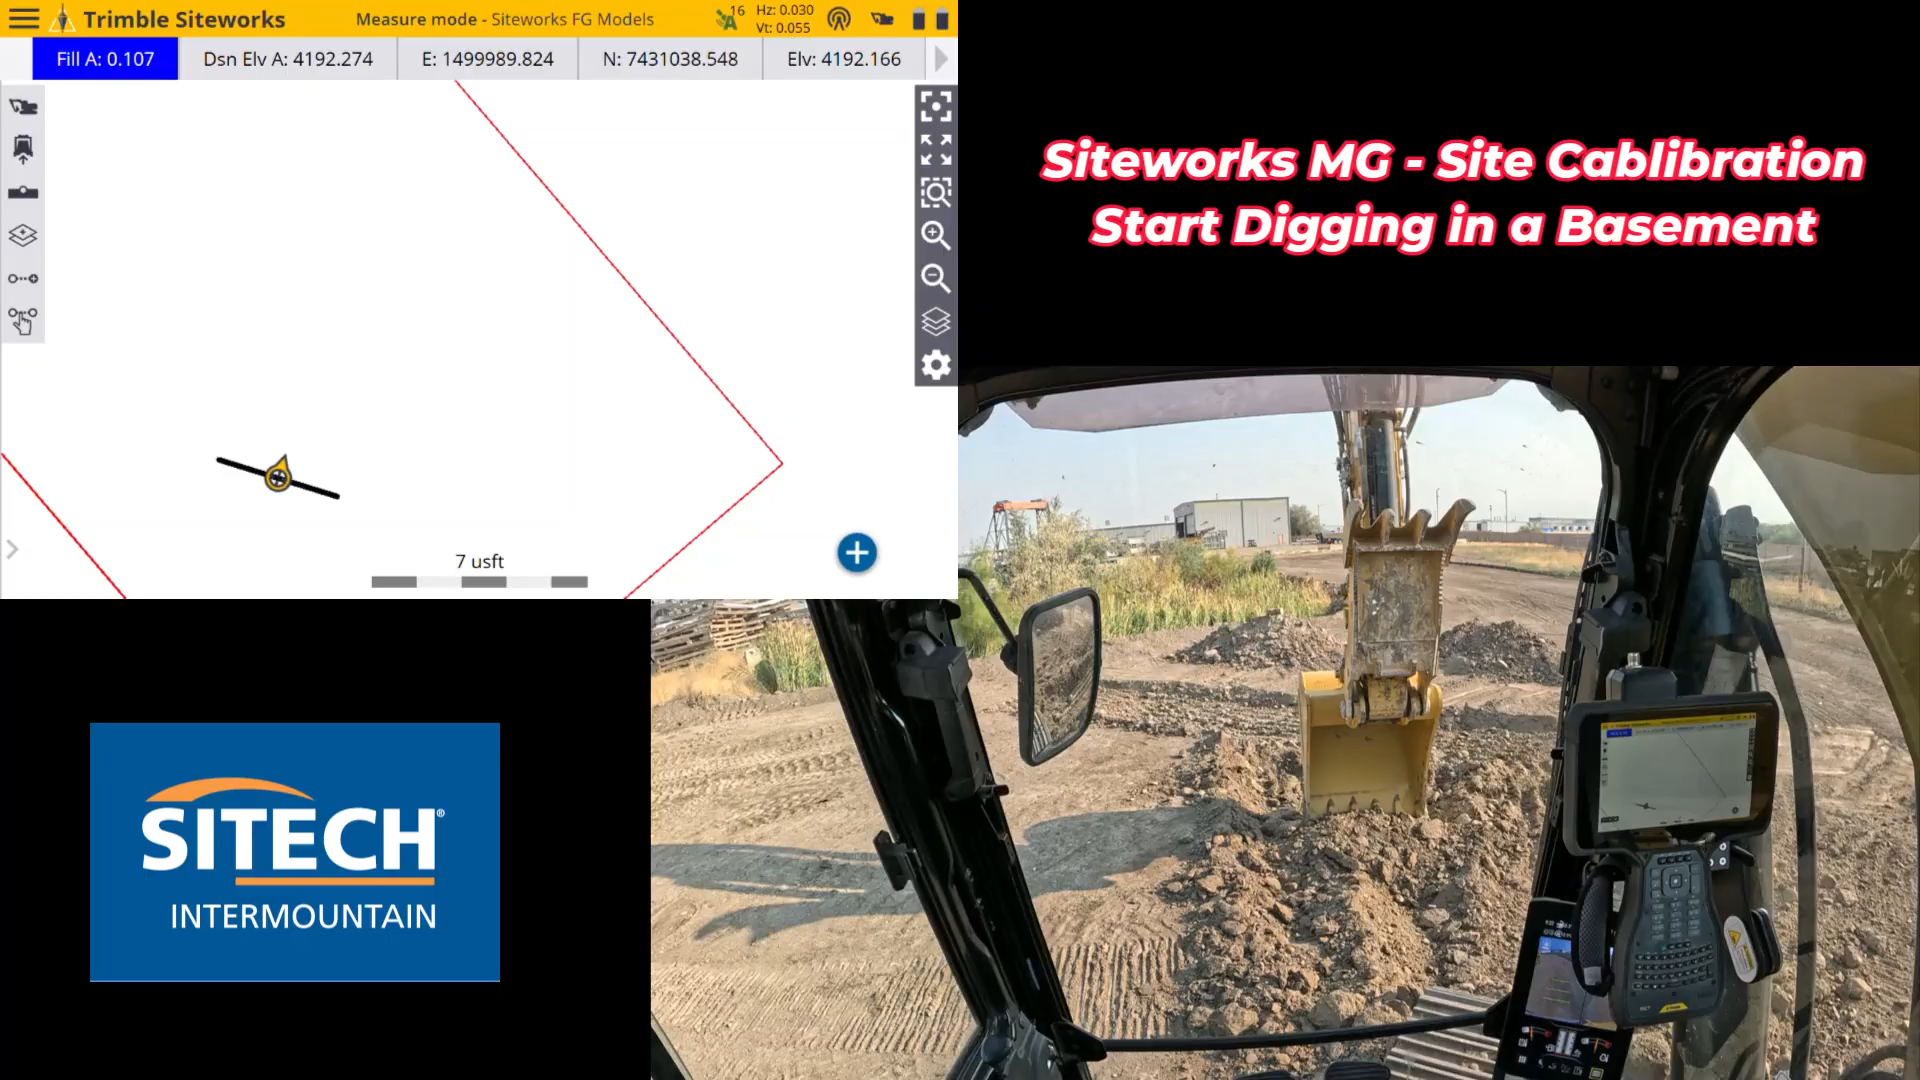 Trimble Siteworks
Measure mode - Siteworks FG Models
16
Hz: 0.030
Vt: 0.055
Fill A: 0.107
Dsn Elv A: 4192.274
E: 1499989.824
N: 7431038.548
Elv: 4192.166
7 usft
Siteworks MG - Site Cablibration
Start Digging in a Basement
SITECH®
INTERMOUNTAIN